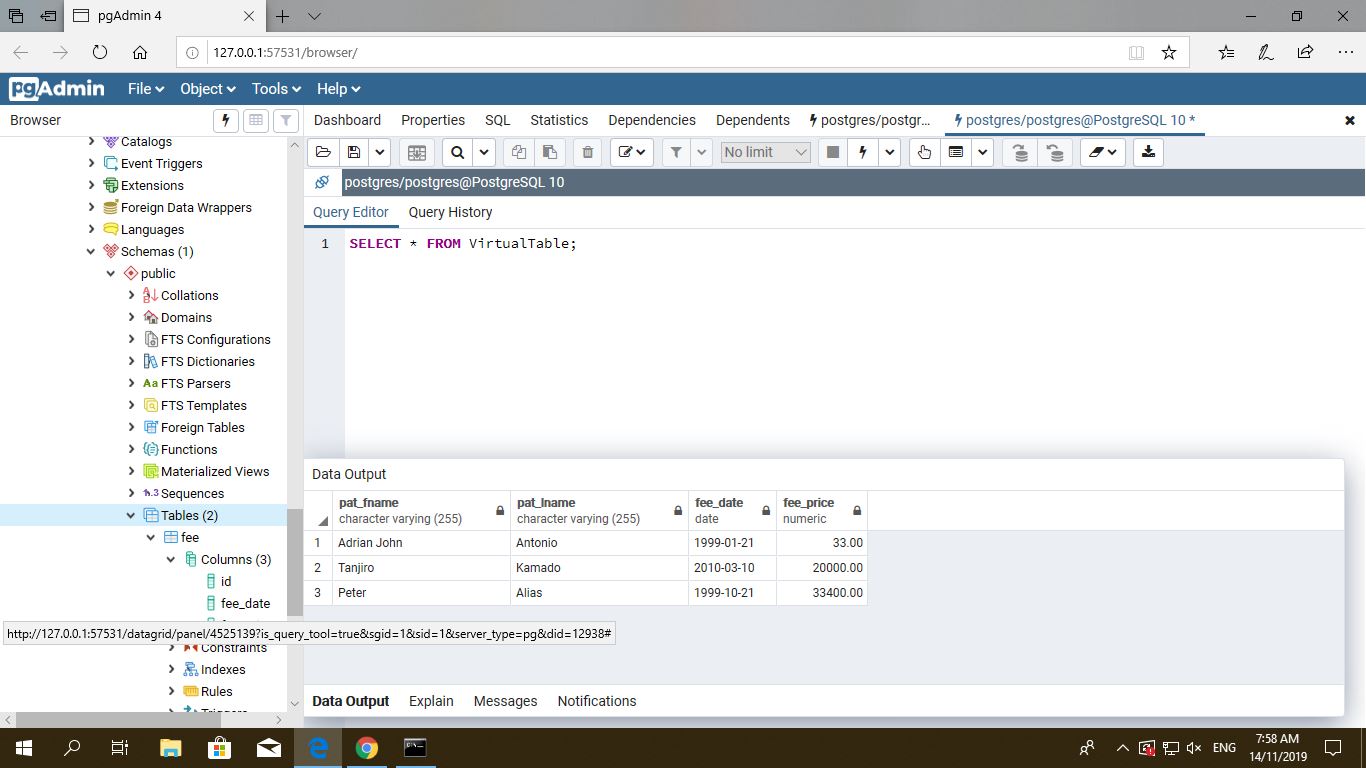 pgAdmin 4
127.0.0.1:57531/browser/
pgAdmin File Object Tools Help
Browser
Dashboard Properties SQL Statistics Dependencies Dependents postgres/postgr... postgres/postgres@PostgreSQL 10 *
No limit
postgres/postgres@PostgreSQL 10
Query Editor Query History
1 SELECT * FROM VirtualTable;
Catalogs
Event Triggers
Extensions
Foreign Data Wrappers
Languages
Schemas (1)
public
Collations
Domains
FTS Configurations
FTS Dictionaries
Aa FTS Parsers
FTS Templates
Foreign Tables
Functions
Materialized Views
1..3 Sequences
Tables (2)
fee
Columns (3)
id
fee_date
http://127.0.0.1:57531/datagrid/panel/4525139?is_query_tool=true&sgid=1&sid=1&server_type=pg&did=12938#
Constraints
Indexes
Rules
Triggers
Data Output
pat_fname pat_lname fee_date fee_price
character varying (255) character varying (255) date numeric
1 Adrian John Antonio 1999-01-21 33.00
2 Tanjiro Kamado 2010-03-10 20000.00
3 Peter Alias 1999-10-21 33400.00
Data Output Explain Messages Notifications
ENG
7:58 AM
14/11/2019